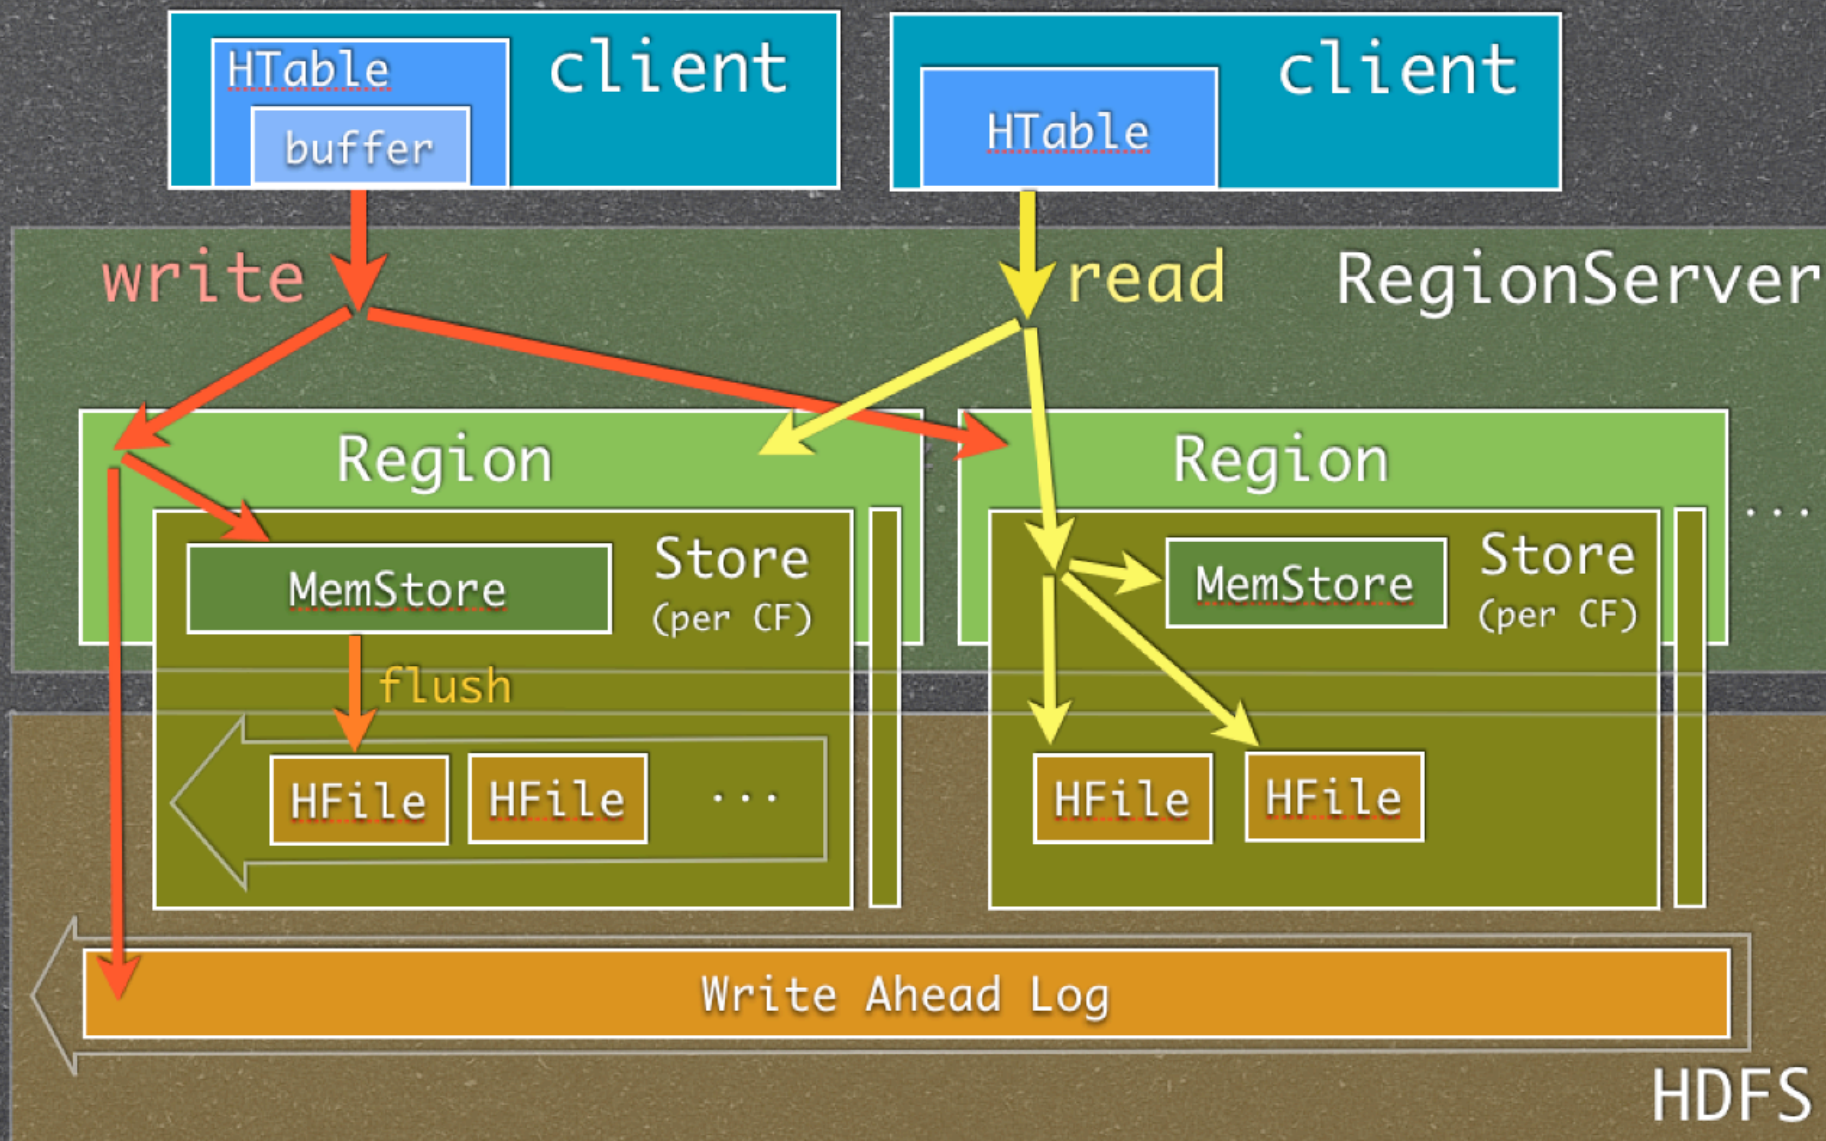 HTable
client
buffer
client
HTable
write
read
RegionServer
Region
Region
...
MemStore
Store
(per CF)
MemStore
Store
(per CF)
flush
HFile
HFile
...
HFile
HFile
Write Ahead Log
HDFS